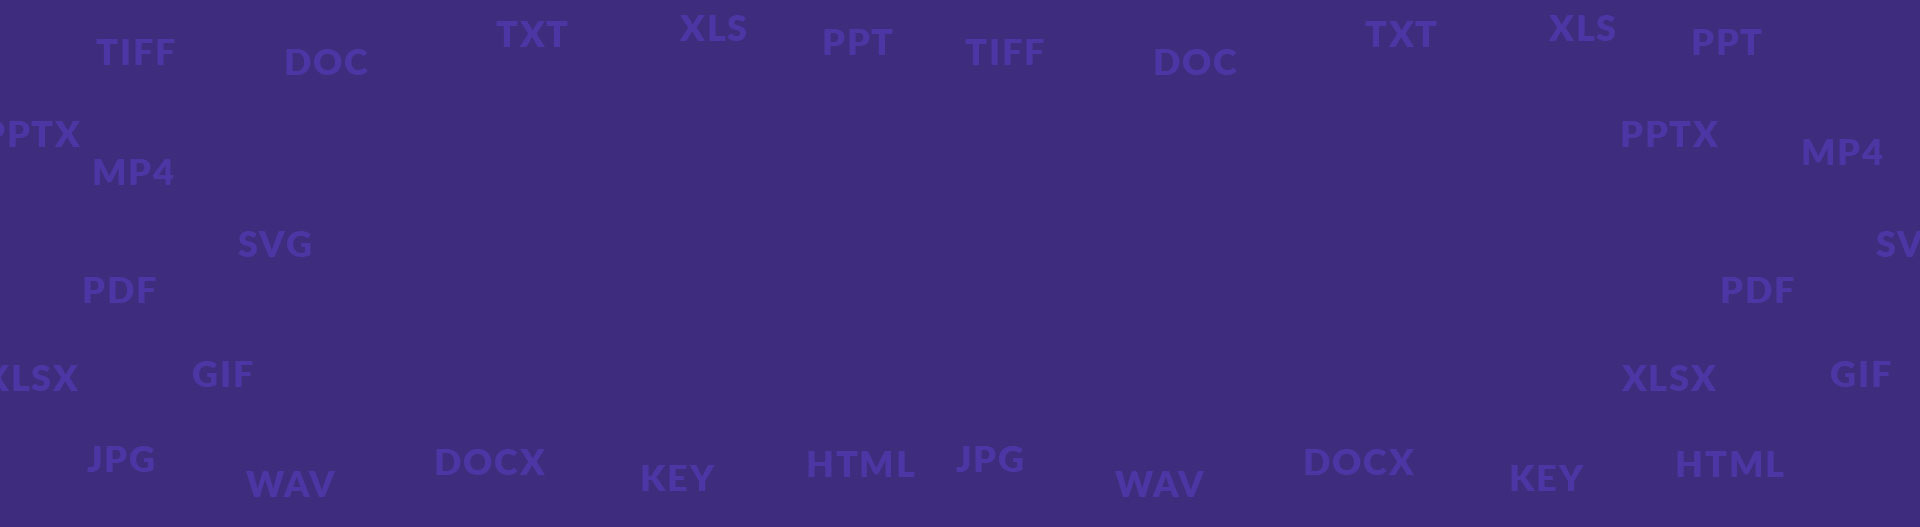 TIFF
DOC
TXT
XLS
PPT
TIFF
DOC
TXT
XLS
PPT
PPTX
MP4
PPTX
MP4
SVG
SV
PDF
PDF
XLSX
GIF
XLSX
GIF
JPG
WAV
DOCX
KEY
HTML
JPG
WAV
DOCX
KEY
HTML